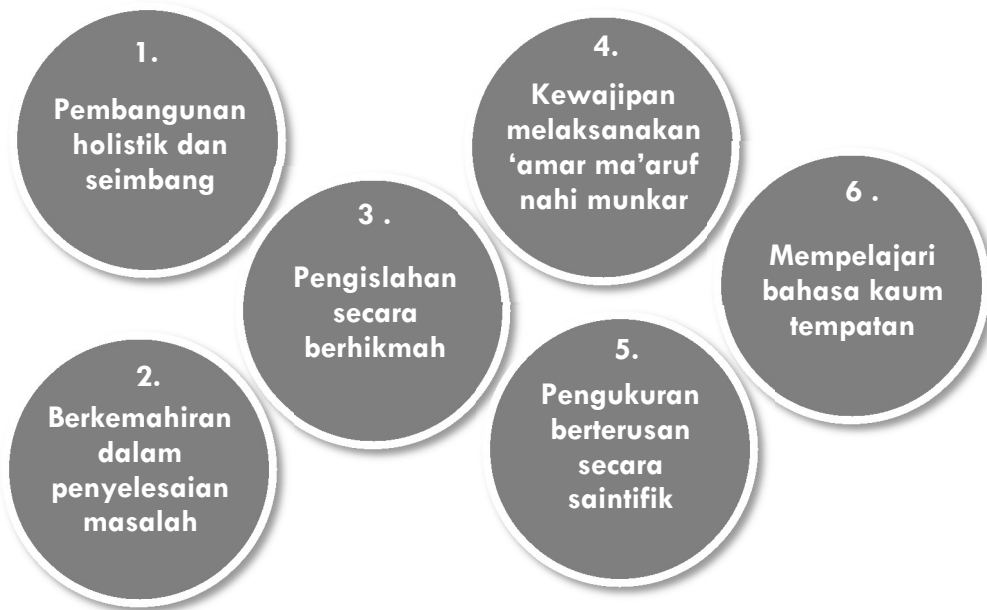 1.
Pembangunan
holistik dan
seimbang
2.
Berkemahiran
dalam
penyelesaian
masalah
3 .
Pengislahan
secara
berhikmah
4.
Kewajipan
melaksanakan
‘amar ma’aruf
nahi munkar
5.
Pengukuran
berterusan
secara
saintifik
6 .
Mempelajari
bahasa kaum
tempatan